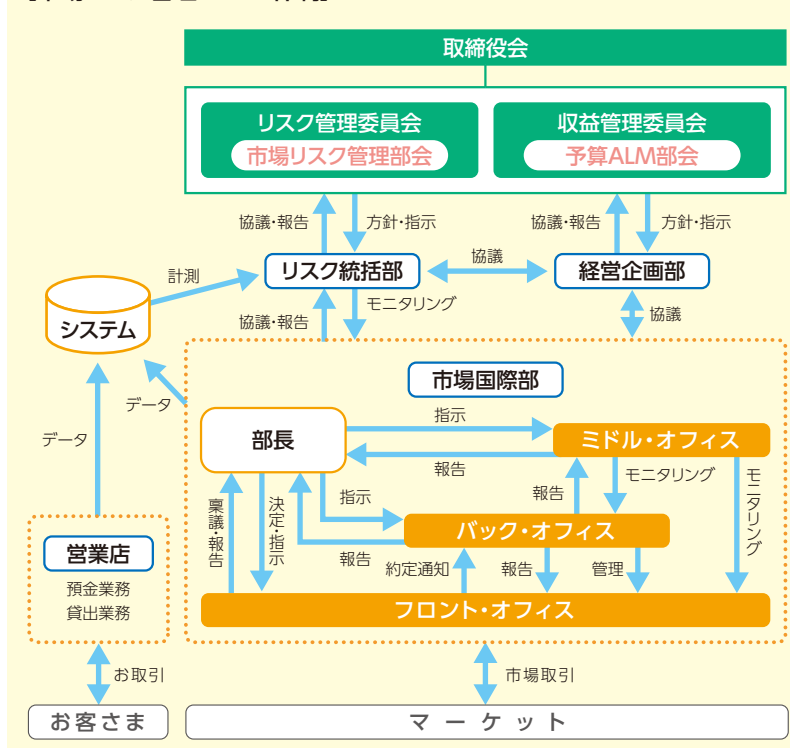 取締役会
リスク管理委員会
市場リスク管理部会
収益管理委員会
予算ALM部会
協議・報告
方針・指示
協議・報告
方針・指示
リスク統括部
協議
経営企画部
計測
システム
協議・報告
モニタリング
協議
市場国際部
データ
データ
部長
指示
報告
ミドル・オフィス
稟議・報告
決定・指示
指示
報告
報告
モニタリング
モニタリング
バック・オフィス
約定通知
報告
管理
フロント・オフィス
営業店
預金業務
貸出業務
お取引
市場取引
お客さま
マーケット